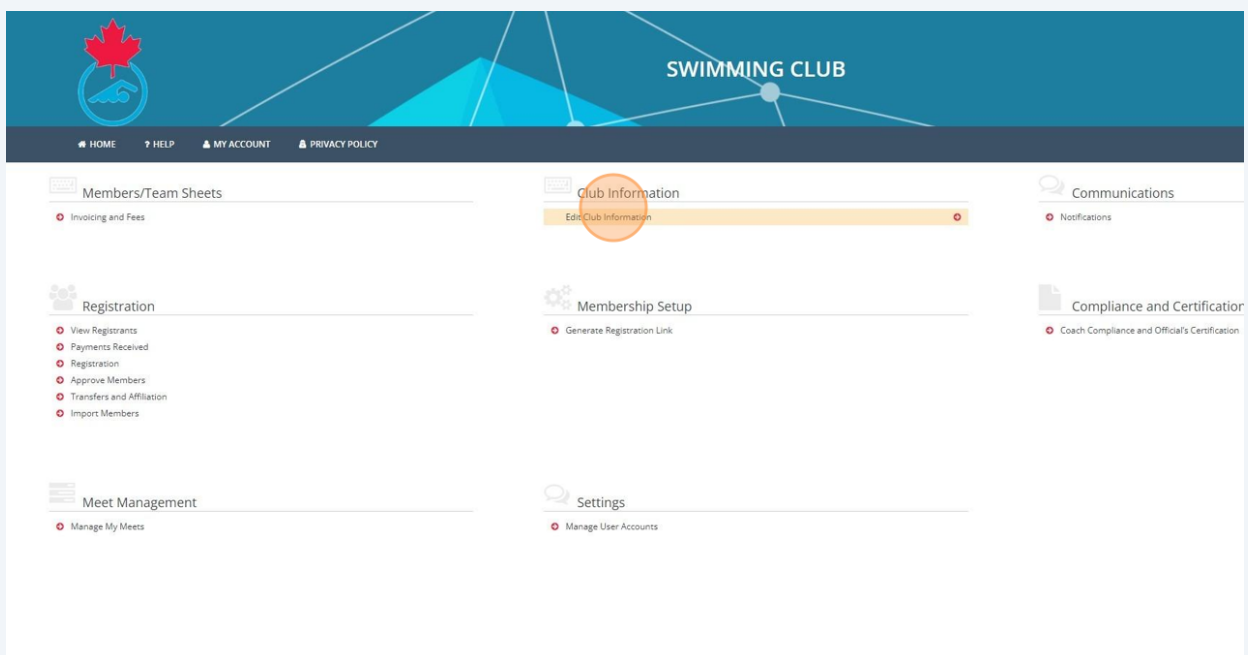 SWIMMING CLUB
HOME ? HELP MY ACCOUNT PRIVACY POLICY
Members/Team Sheets
Invoicing and Fees
Club Information
Edit Club Information
Communications
Notifications
Registration
View Registrants
Payments Received
Registration
Approve Members
Transfers and Affiliation
Import Members
Membership Setup
Generate Registration Link
Compliance and Certification
Coach Compliance and Official's Certification
Meet Management
Manage My Meets
Settings
Manage User Accounts